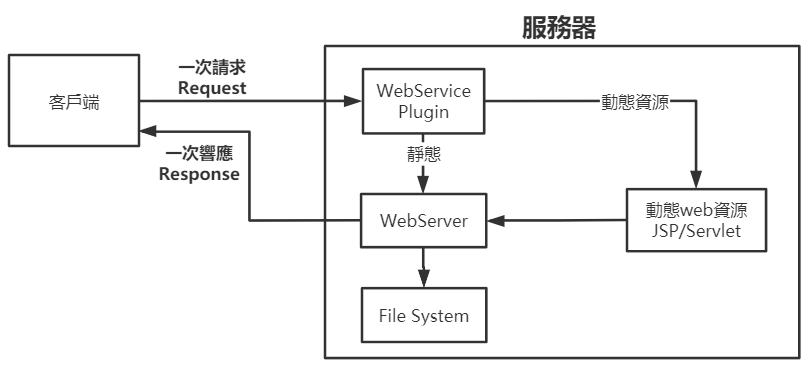 服務器
一次請求
Request
客戶端
WebService
Plugin
動態資源
一次響應
Response
靜態
WebServer
動態web資源
JSP/Servlet
File System